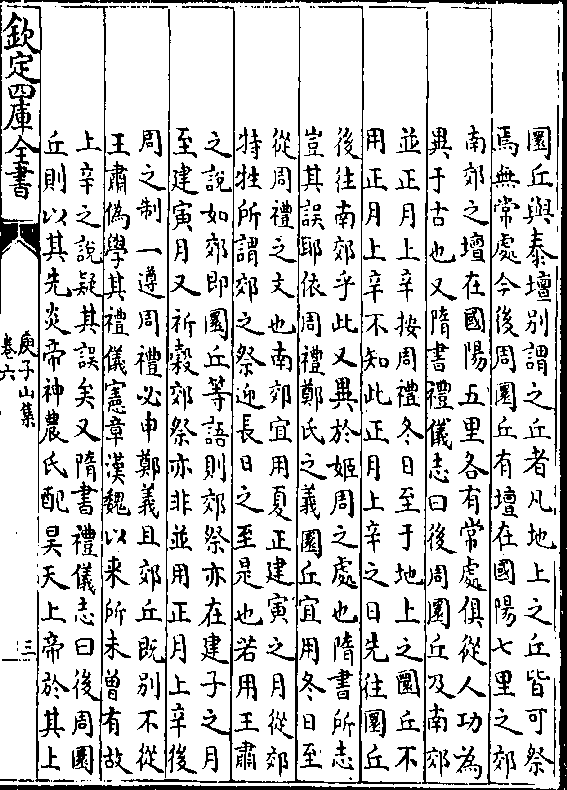 圜丘與泰壇别謂之丘者凡地上之丘皆可祭
焉無常處今後周圜丘有壇在國陽七里之郊
南郊之壇在國陽五里各有常處俱從人功為
異于古也又隋書禮儀志曰後周圜丘及南郊
並正月上辛按周禮冬日至于地上之圜丘不
用正月上辛不知此正月上辛之日先往圜丘
後往南郊乎此又異於姬周之處也隋書所志
豈其誤耶依周禮鄭氏之義圜丘宜用冬日至
從周禮之文也南郊宜用夏正建寅之月從郊
特牲所謂郊之祭迎長日之至是也若用王肅
之說如郊即圜丘等語則郊祭亦在建子之月
至建寅月又祈穀郊祭亦非並用正月上辛後
周之制一遵周禮必申鄭義且郊丘既别不從
王肅偽學其禮儀憲章漢魏以来所未曾有故
上辛之說疑其誤矣又隋書禮儀志曰後周圜
丘則以其先炎帝神農氏配昊天上帝於其上
欽定四庫全書
庾子山集
卷六
三